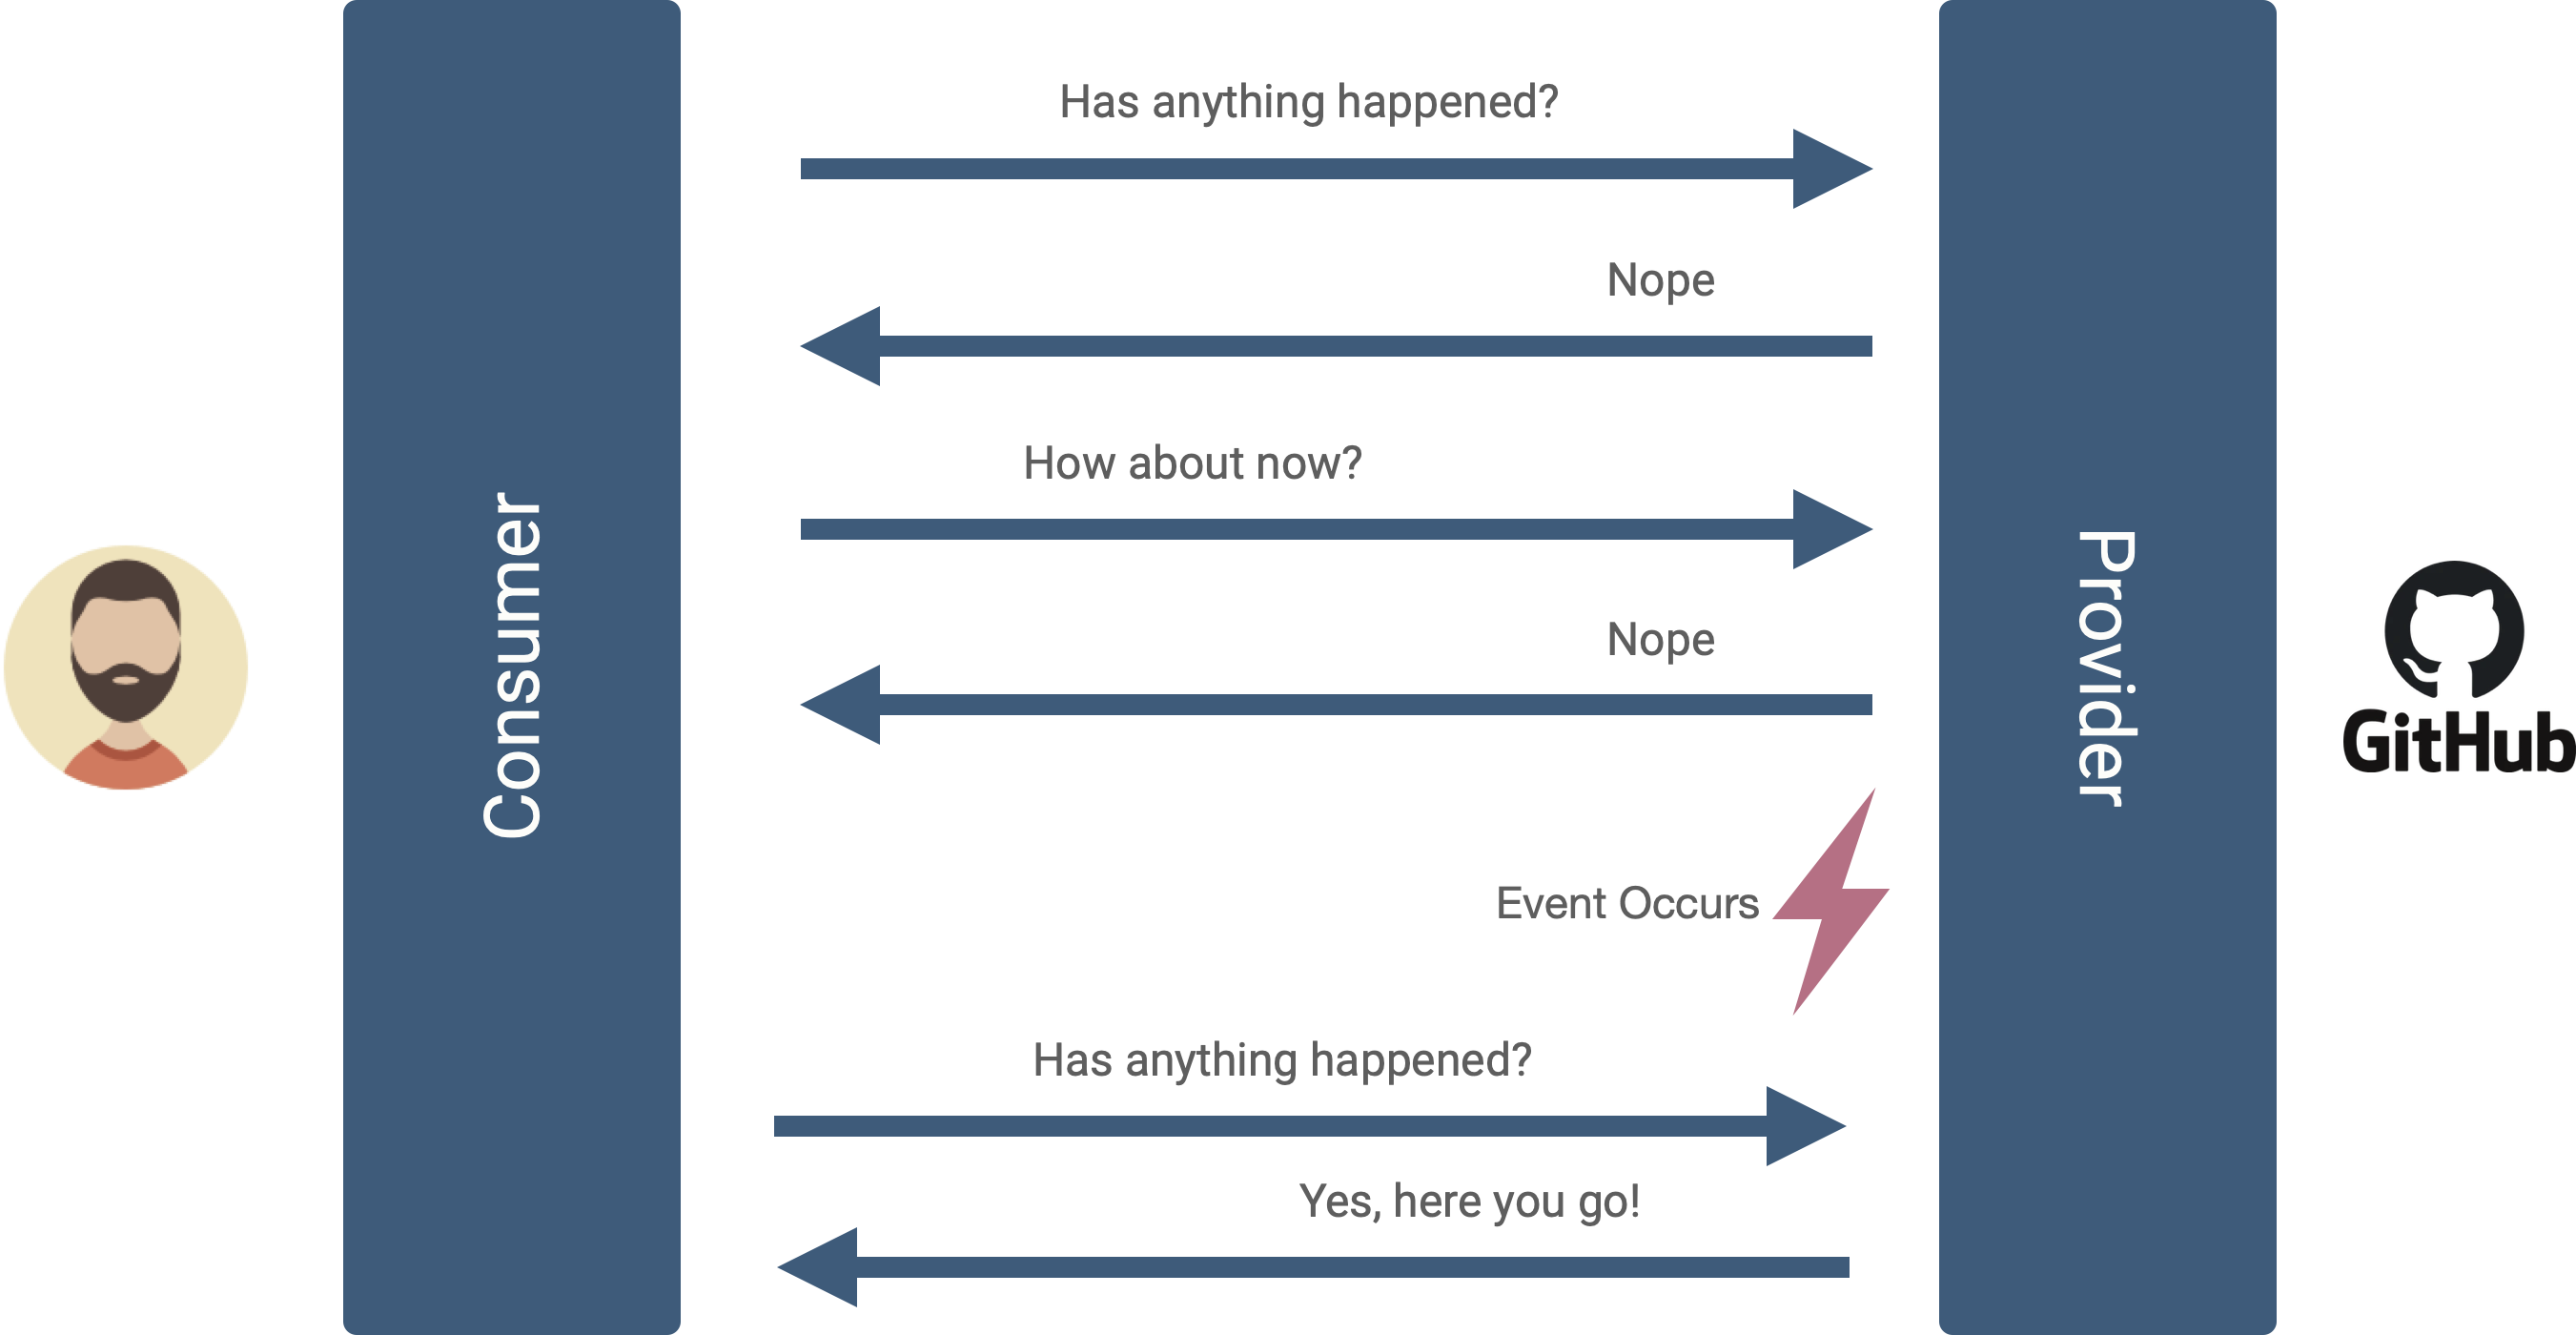 Has anything happened?
Nope
How about now?
Nope
Consumer
Provider
GitHub
Event Occurs
Has anything happened?
Yes, here you go!